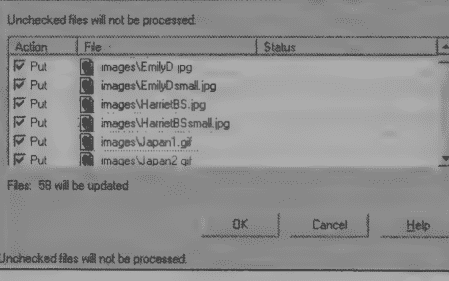 Unchecked files will not be processed.
Action File Status
Put images\EmilyD.jpg
Put images\EmilyDsmall.jpg
Put images\HarrietBS.jpg
Put images\HarrietBSsmall.jpg
Put images\Japan1.gif
Put images\Japan2.gif
Files: 58 will be updated
OK Cancel Help
Unchecked files will not be processed.